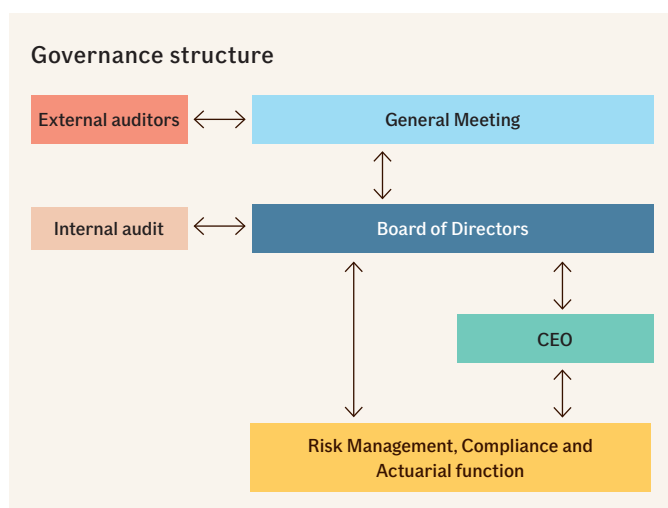 Governance structure
External auditors
General Meeting
Internal audit
Board of Directors
CEO
Risk Management, Compliance and
Actuarial function